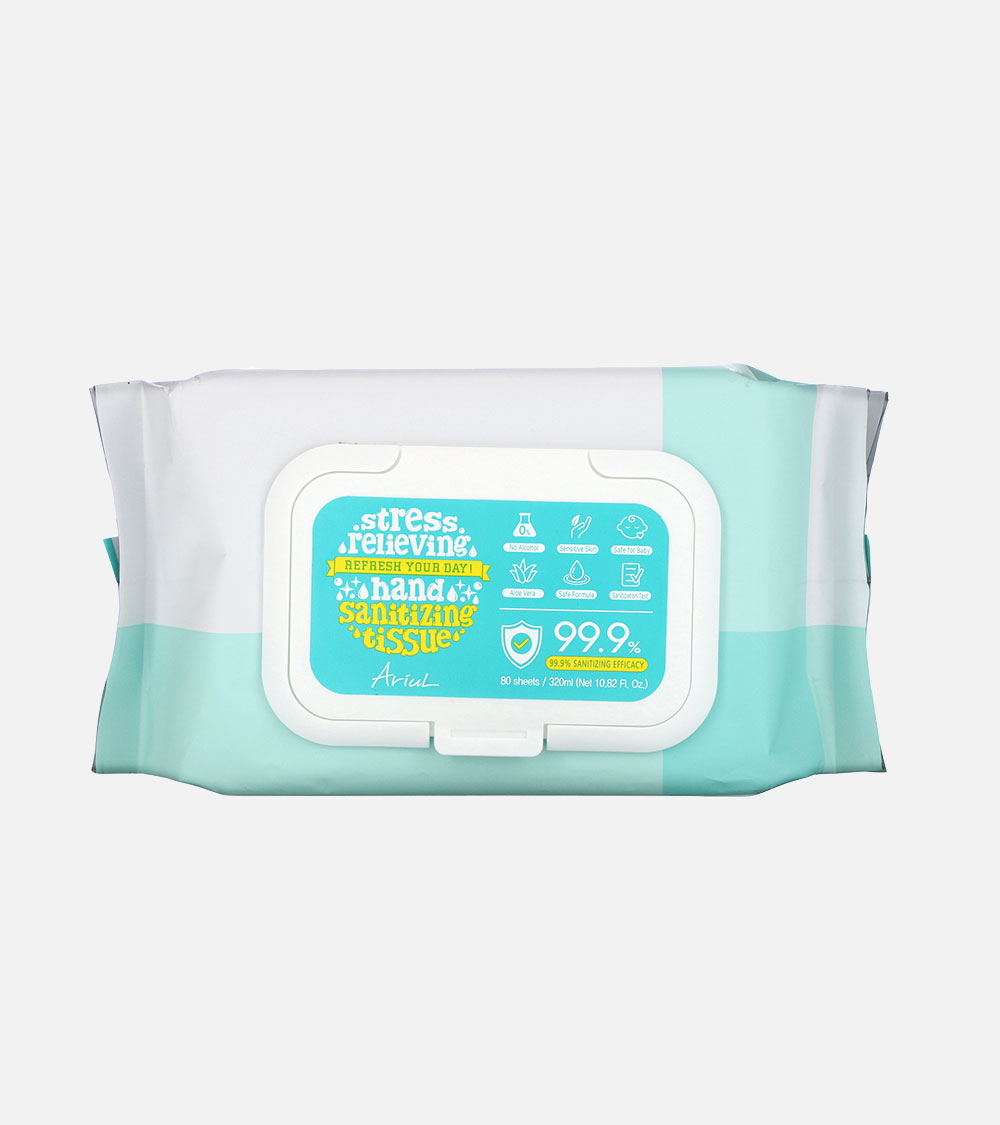 stress
relieving
REFRESH YOUR DAY!
hand
sanitizing
tissue
Ariul
0%
No Alcohol
Sensitive Skin
Safe for Baby
Aloe Vera
Safe Formula
Sanitization Test
99.9%
99.9% SANITIZING EFFICACY
80 sheets / 320ml (Net 10.82 Fl. Oz.)